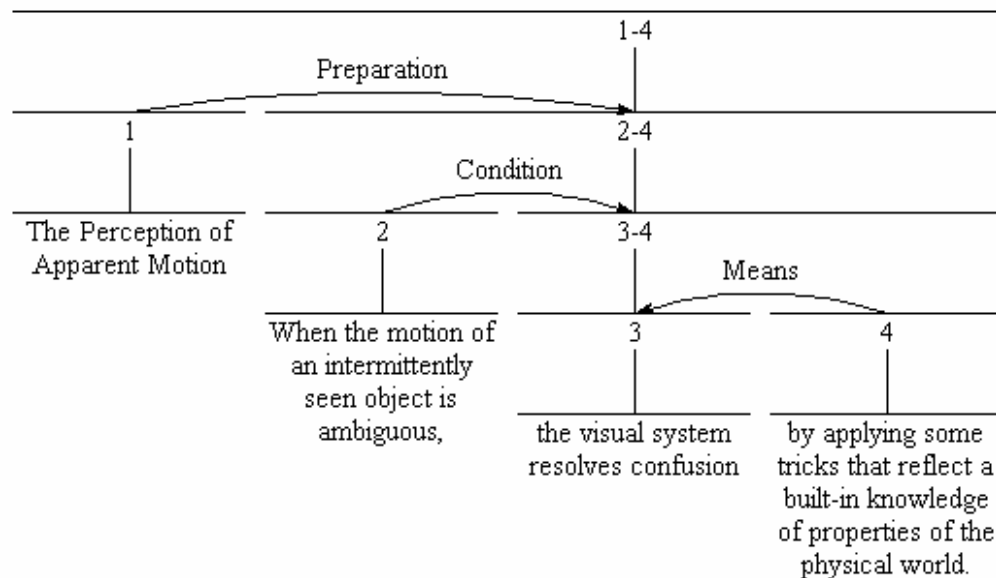 1-4
Preparation
1
2-4
Condition
The Perception of
Apparent Motion
2
3-4
Means
When the motion of
an intermittently
seen object is
ambiguous,
3
4
the visual system
resolves confusion
by applying some
tricks that reflect a
built-in knowledge
of properties of the
physical world.